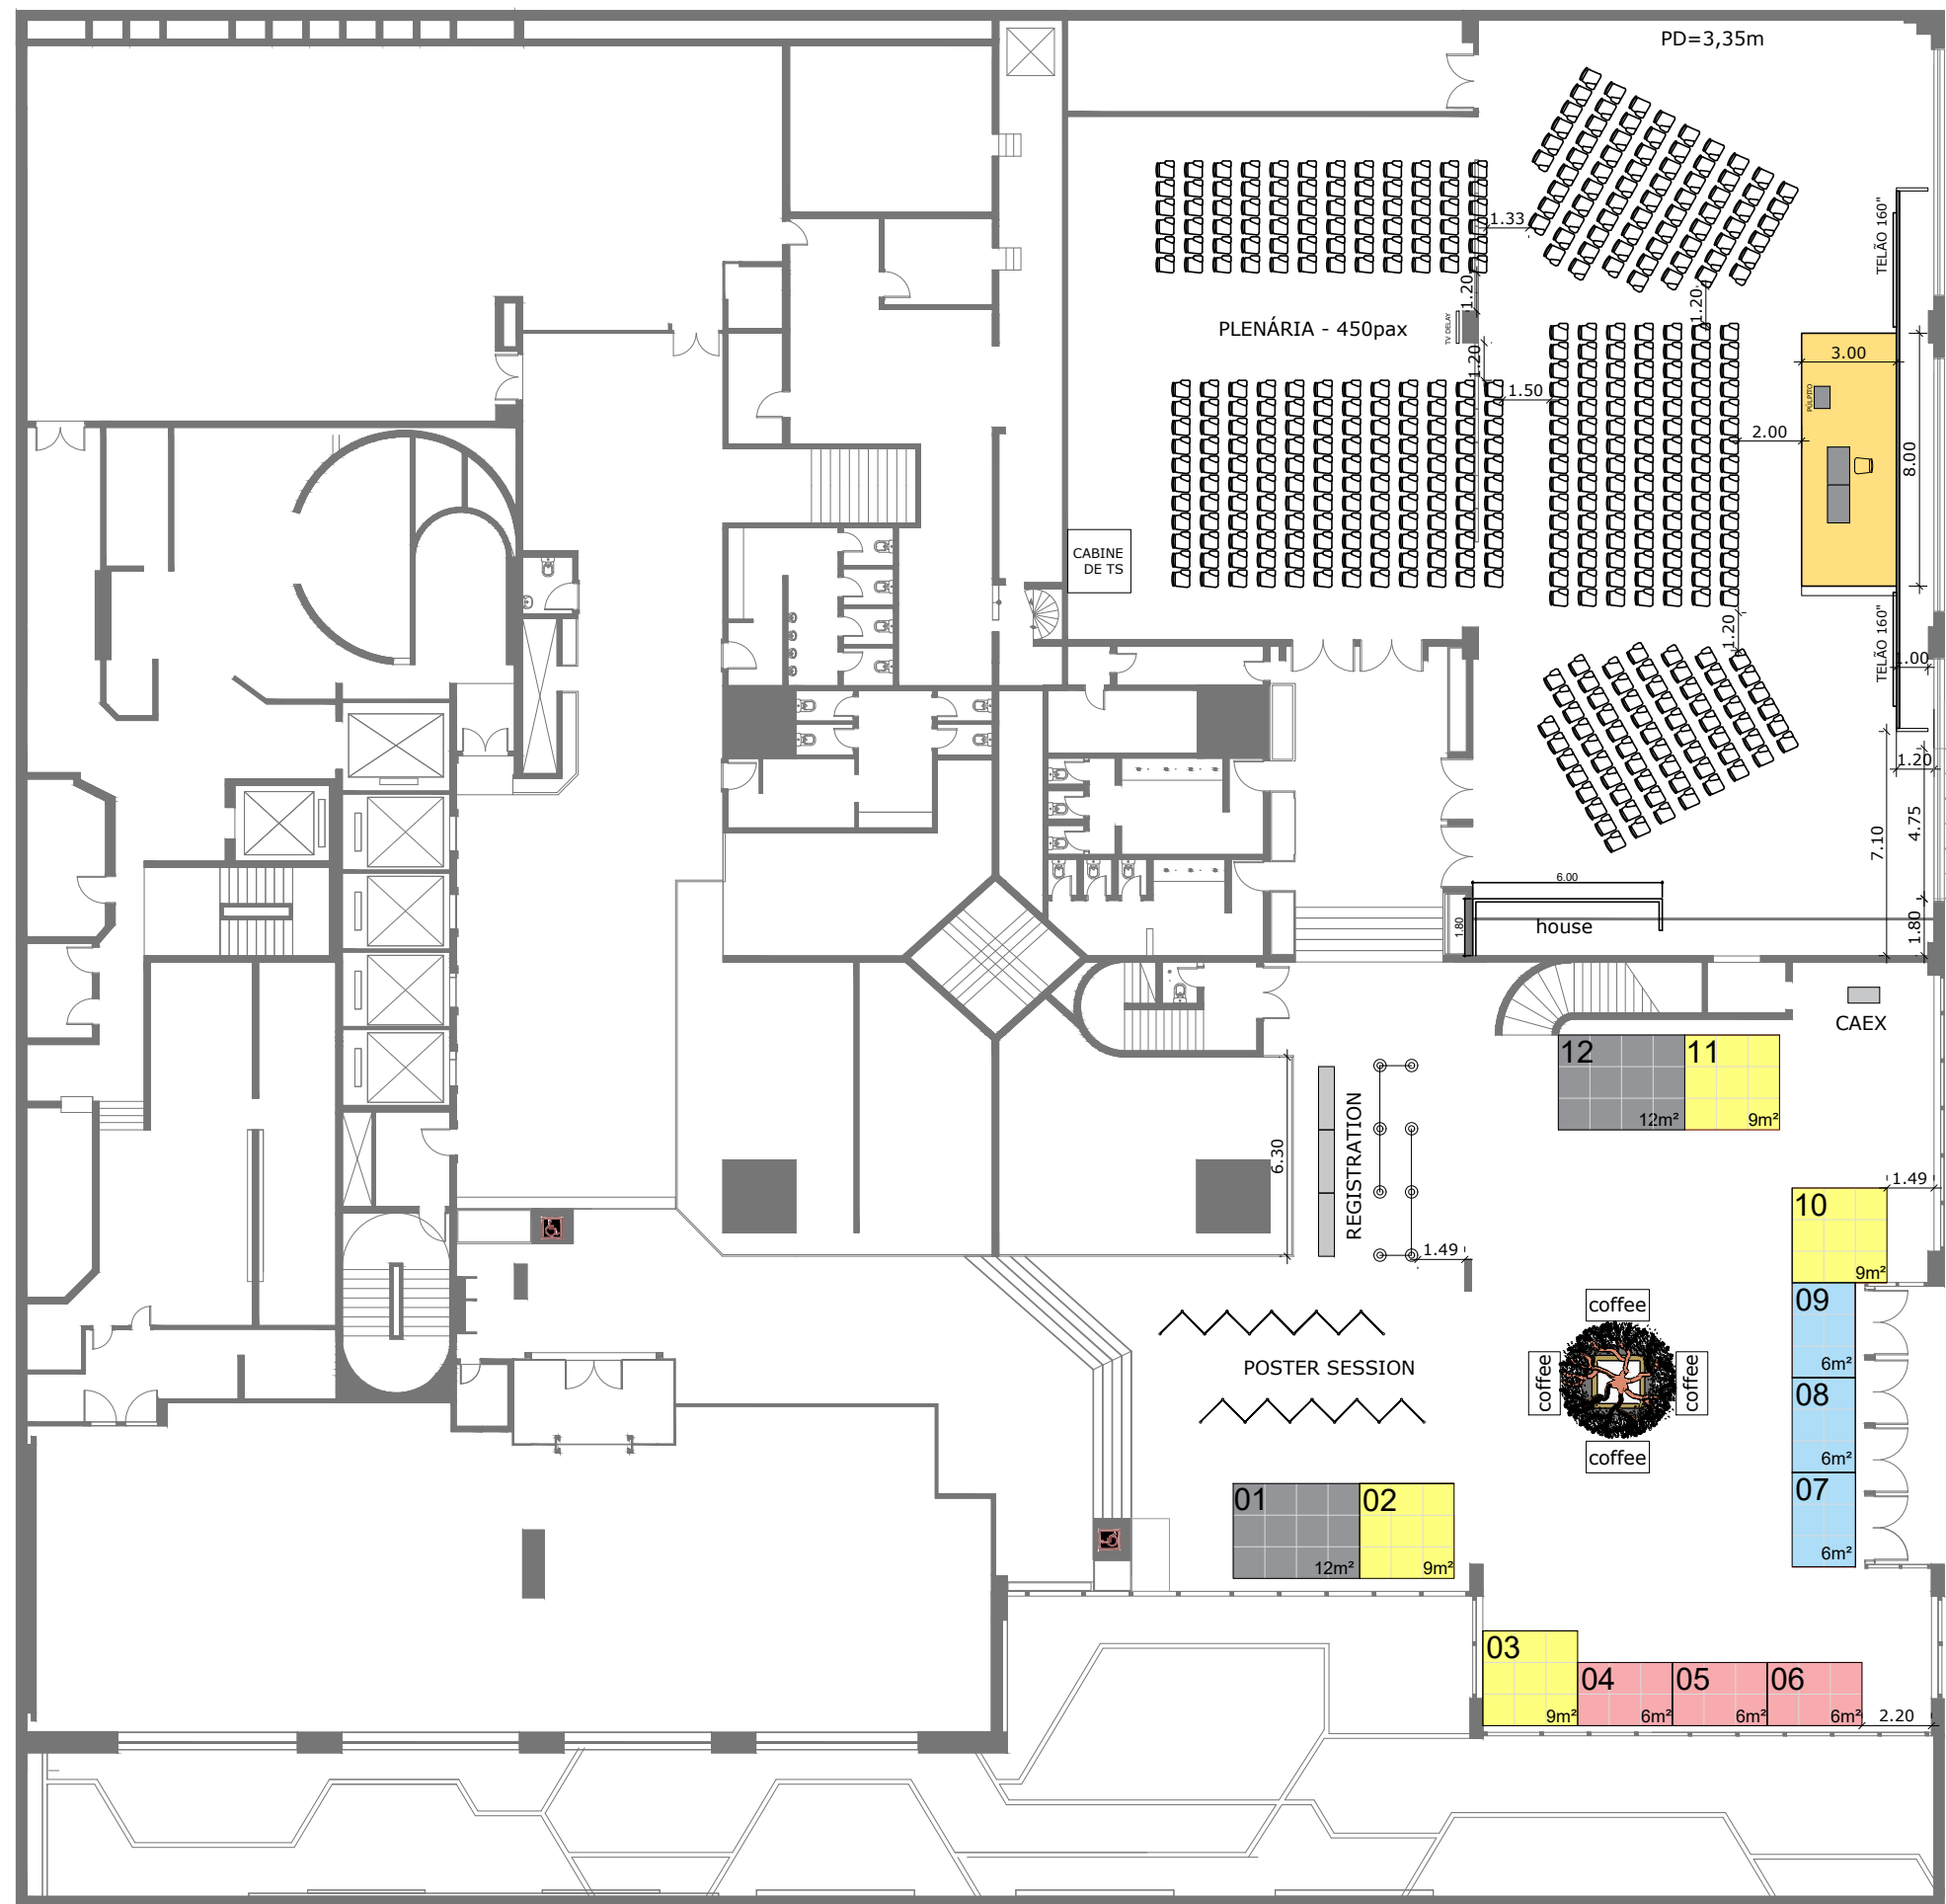 PD=3,35m
TELÃO 160"
1.33
1.20
1.20
PLENÁRIA - 450pax
TV DELAY
1.20
3.00
PÚLPITO
1.50
2.00
8.00
CABINE
DE TS
1.20
TELÃO 160"
1.00
1.20
4.75
7.10
6.00
1.80
house
1.80
CAEX
12
12m²
11
9m²
REGISTRATION
6.30
1.49
1.49
10
9m²
coffee
coffee
coffee
coffee
09
6m²
08
6m²
07
6m²
POSTER SESSION
01
12m²
02
9m²
03
9m²
04
6m²
05
6m²
06
6m²
2.20